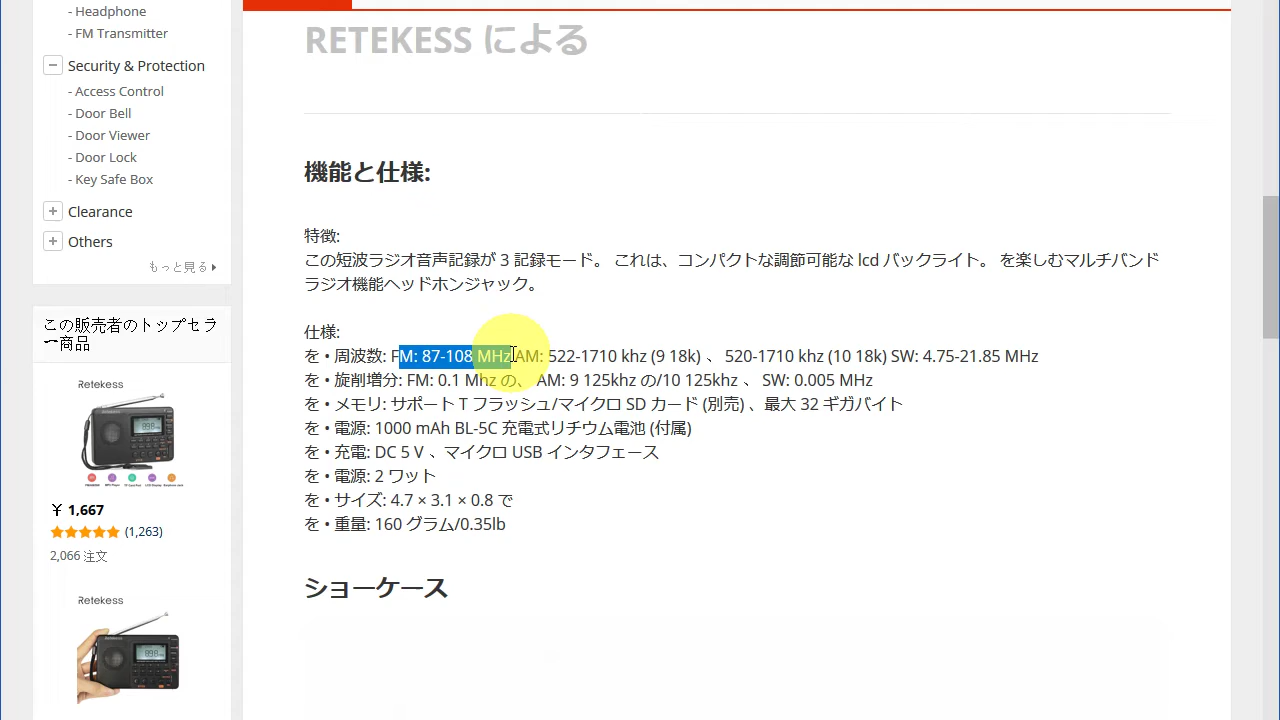 - Headphone
- FM Transmitter
Security & Protection
- Access Control
- Door Bell
- Door Viewer
- Door Lock
- Key Safe Box
Clearance
Others
もっと見る
この販売者のトップセラ
ー商品
Retekess
￥ 1,667
(1,263)
2,066 注文
Retekess
RETEKESS による
機能と仕様:
特徴:
この短波ラジオ音声記録が 3 記録モード。 これは、コンパクトな調節可能な lcd バックライト。 を楽しむマルチバンド
ラジオ機能ヘッドホンジャック。
仕様:
を • 周波数: FM: 87-108 MHz AM: 522-1710 khz (9 18k) 、 520-1710 khz (10 18k) SW: 4.75-21.85 MHz
を • 旋削増分: FM: 0.1 Mhz の、 AM: 9 125khz の/10 125khz 、 SW: 0.005 MHz
を • メモリ: サポート T フラッシュ/マイクロ SD カード (別売) 、最大 32 ギガバイト
を • 電源: 1000 mAh BL-5C 充電式リチウム電池 (付属)
を • 充電: DC 5 V 、マイクロ USB インタフェース
を • 電源: 2 ワット
を • サイズ: 4.7 × 3.1 × 0.8 で
を • 重量: 160 グラム/0.35lb
ショーケース